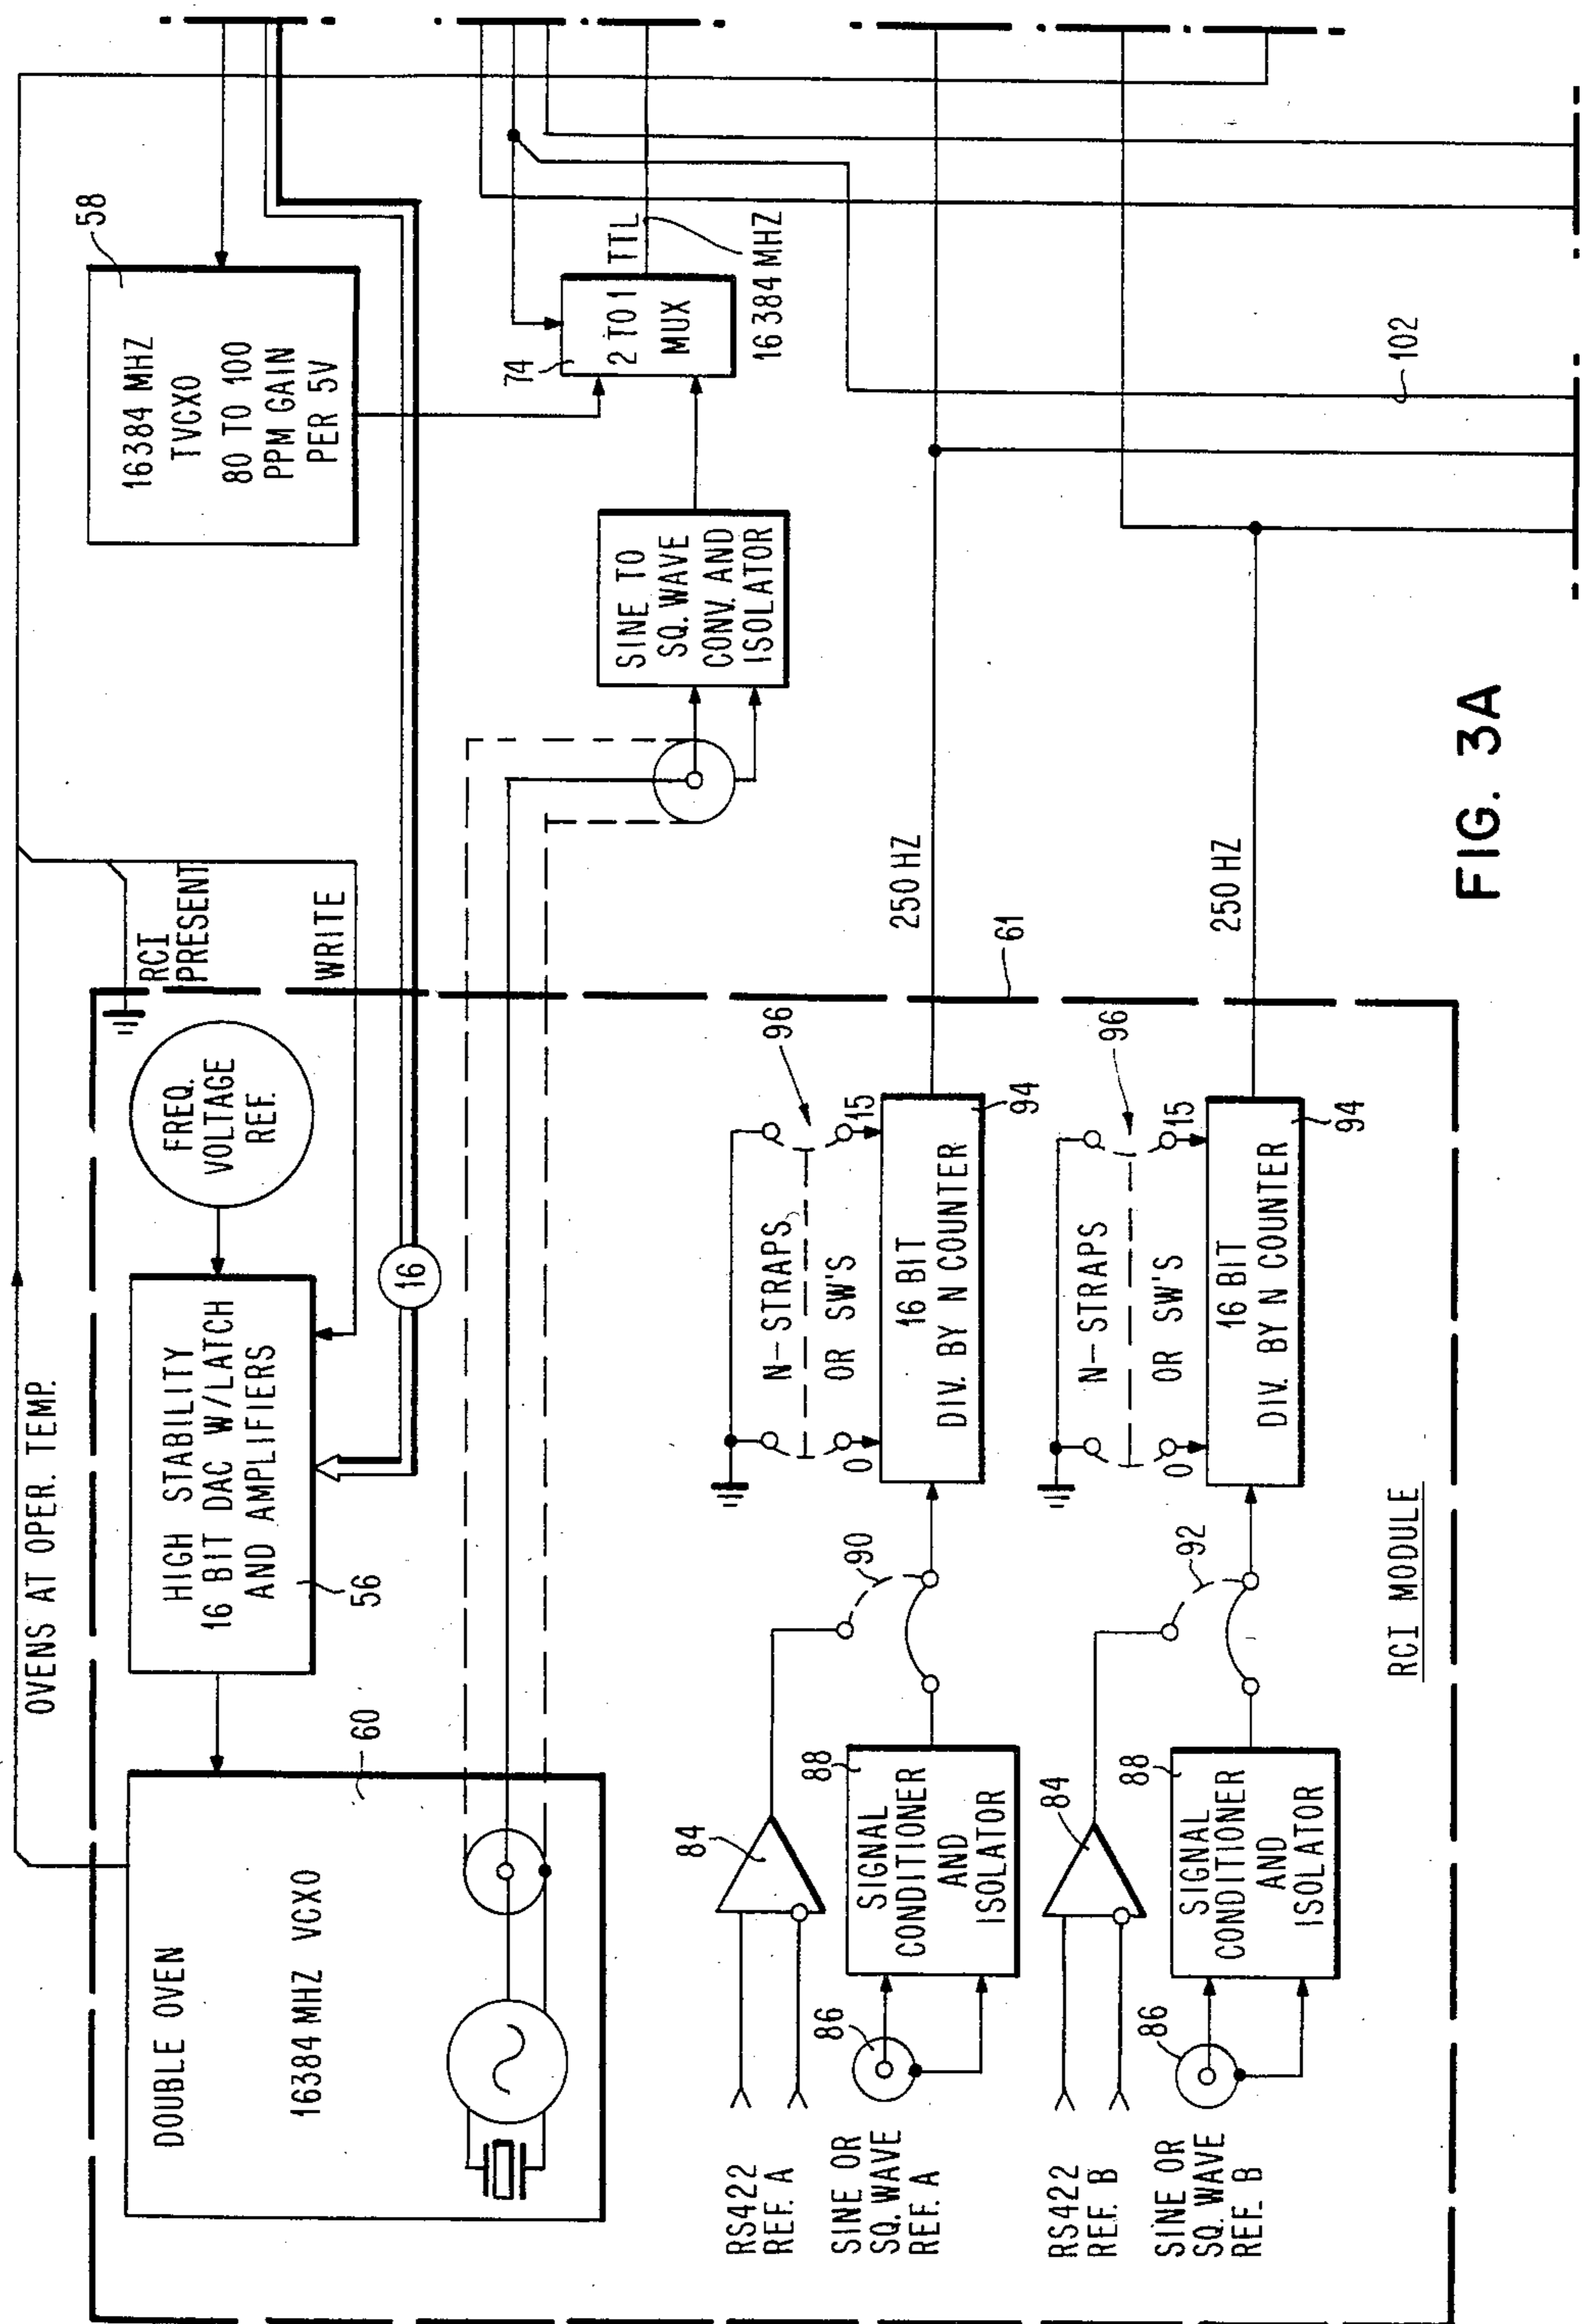 OVENS AT OPER. TEMP.
DOUBLE OVEN
16384 MHZ VCXO
60
HIGH STABILITY
16 BIT DAC W/LATCH
AND AMPLIFIERS
56
FREQ.
VOLTAGE
REF.
RCI
PRESENT
WRITE
16
58
16384 MHZ
TVCXO
80 TO 100
PPM GAIN
PER 5V
SINE TO
SQ. WAVE
CONV. AND
ISOLATOR
74
2 TO 1
MUX
TTL
16384 MHZ
RS422
REF. A
84
SINE OR
SQ. WAVE
REF. A
86
88
SIGNAL
CONDITIONER
AND
ISOLATOR
90
N-STRAPS
OR SW'S
0
15
96
16 BIT
DIV. BY N COUNTER
94
250 HZ
61
RS422
REF. B
84
SINE OR
SQ. WAVE
REF. B
86
88
SIGNAL
CONDITIONER
AND
ISOLATOR
92
N-STRAPS
OR SW'S
0
15
96
16 BIT
DIV. BY N COUNTER
94
250 HZ
102
RCI MODULE
FIG. 3A